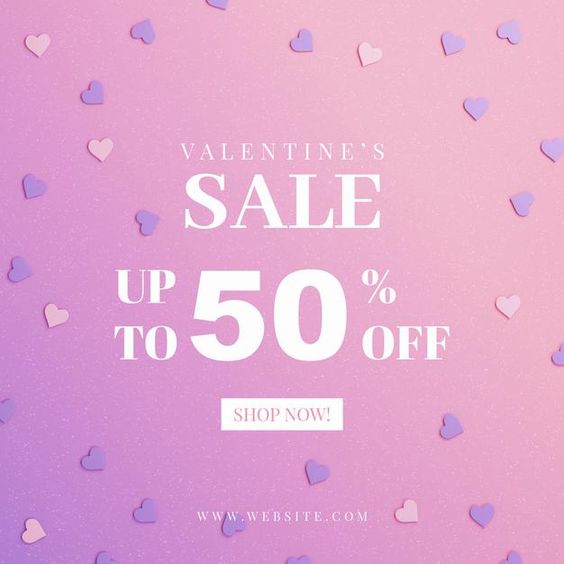 VALENTINE'S
SALE
UP TO 50% OFF
SHOP NOW!
WWW.WEBSITE.COM